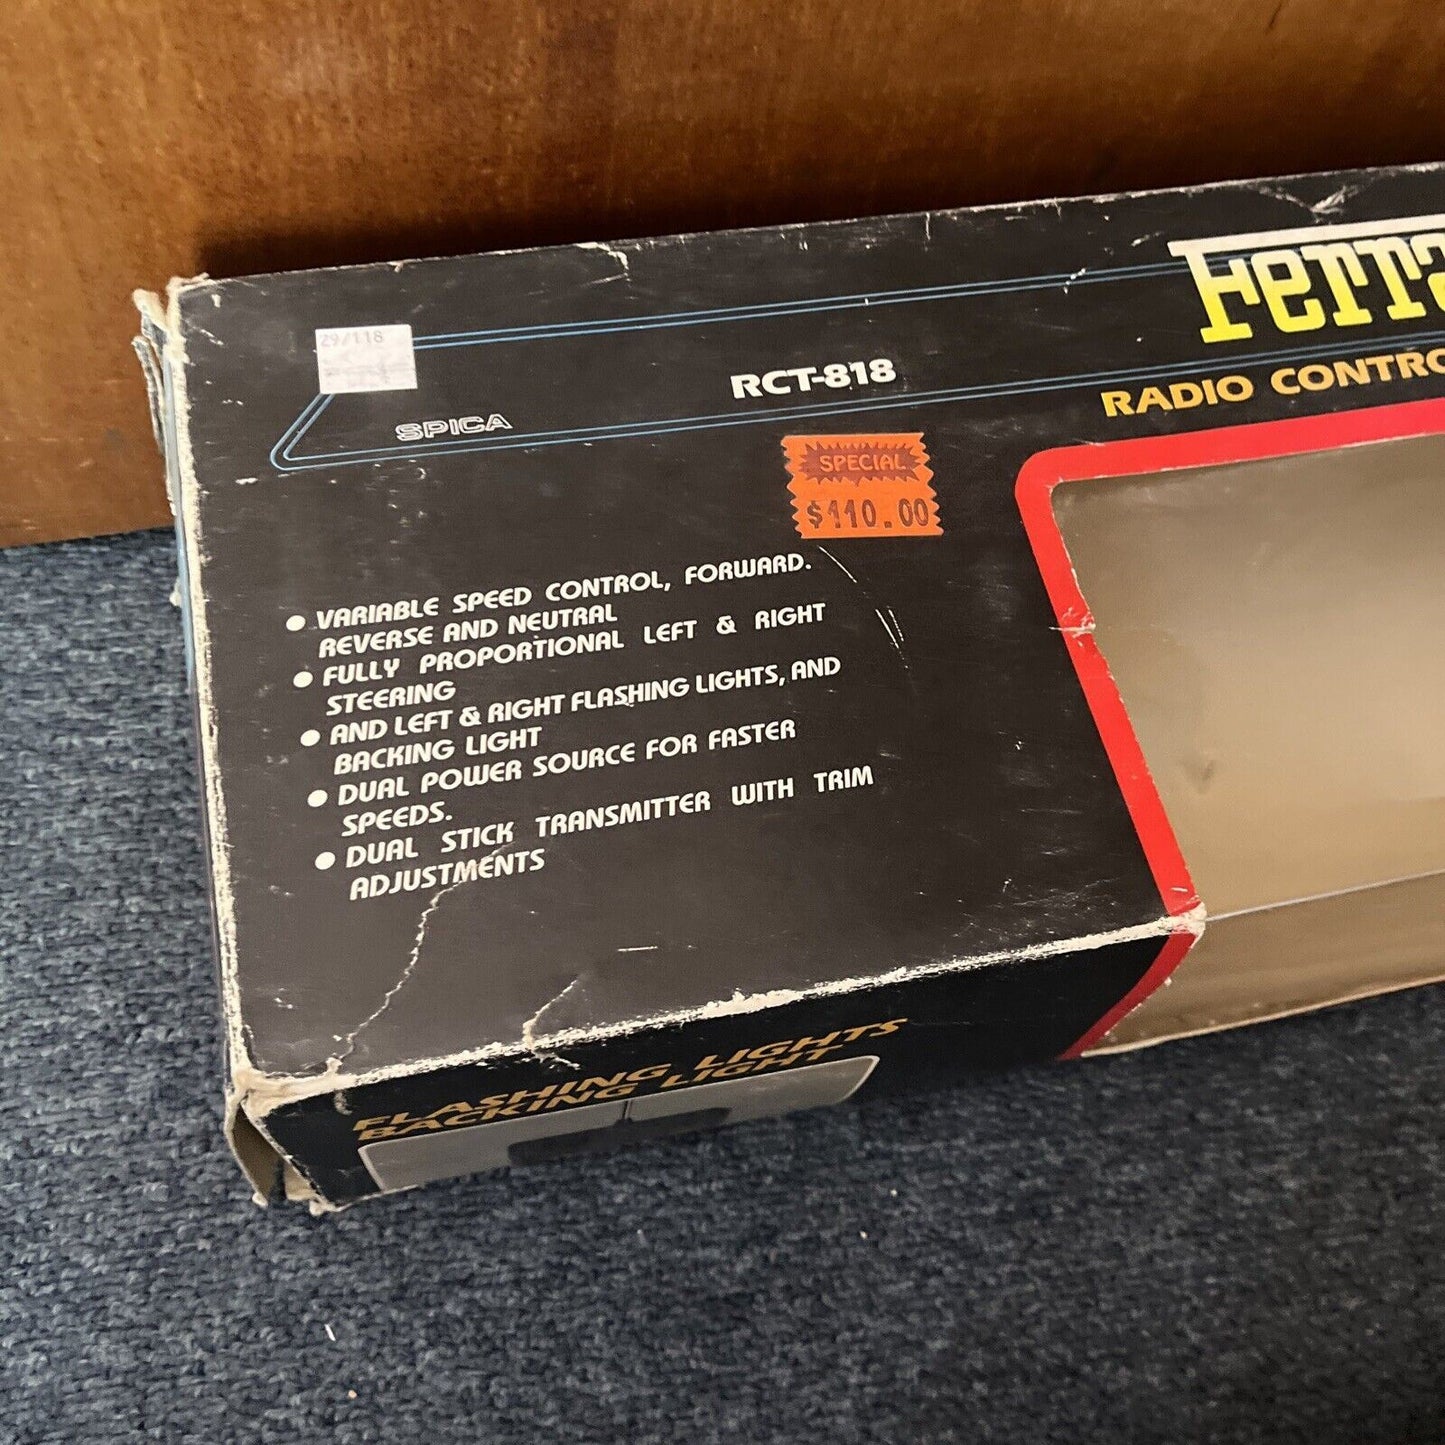 Ferra
29/118
RCT-818
RADIO CONTRO
SPICA
SPECIAL
$110.00
• VARIABLE SPEED CONTROL, FORWARD.
REVERSE AND NEUTRAL
• FULLY PROPORTIONAL LEFT & RIGHT
STEERING
• AND LEFT & RIGHT FLASHING LIGHTS, AND
BACKING LIGHT
• DUAL POWER SOURCE FOR FASTER
SPEEDS.
• DUAL STICK TRANSMITTER WITH TRIM
ADJUSTMENTS
FLASHING LIGHTS
BACKING LIGHT